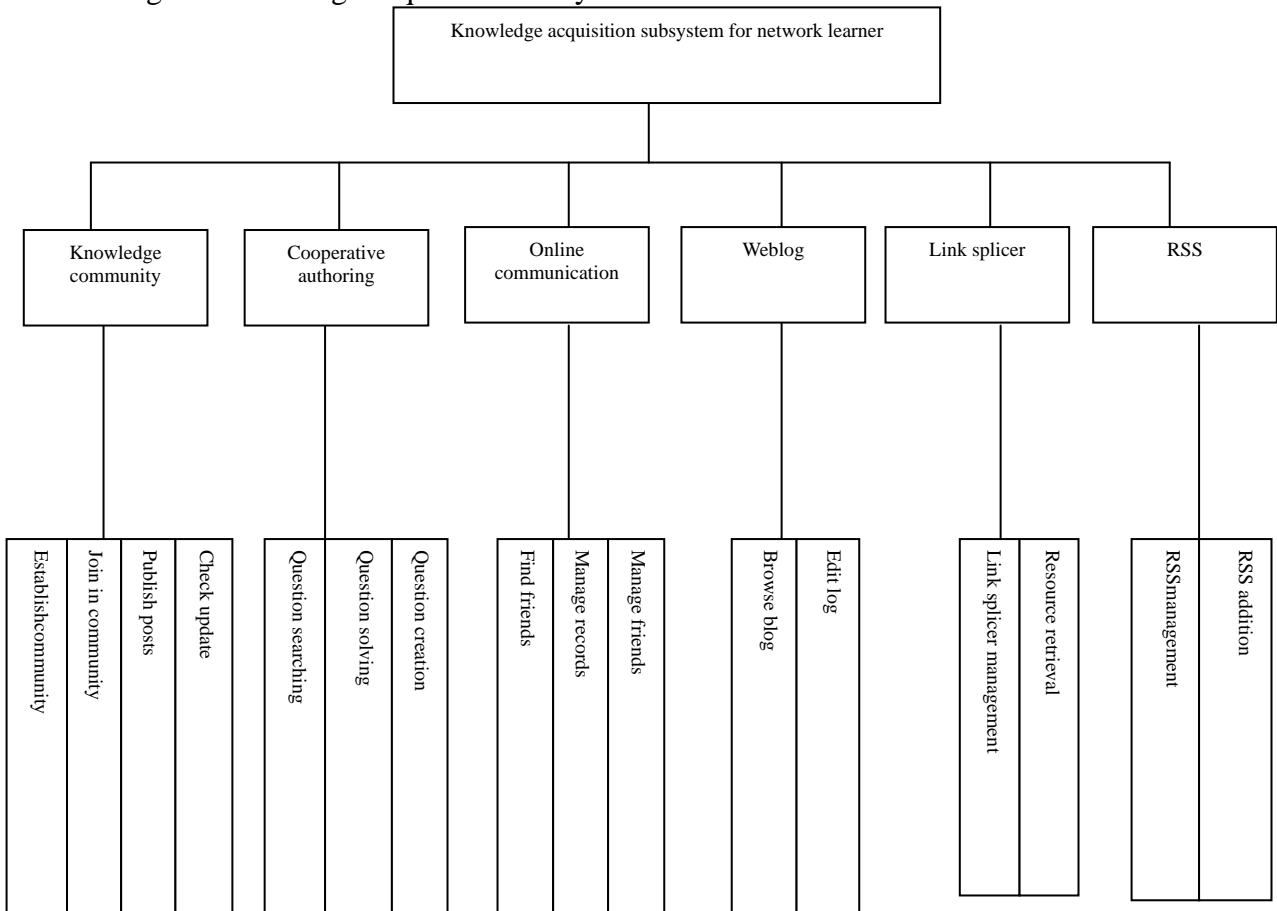 Knowledge acquisition subsystem for network learner
Knowledge
community
Cooperative
authoring
Online
communication
Weblog
Link splicer
RSS
Establishcommunity
Join in community
Publish posts
Check update
Question searching
Question solving
Question creation
Find friends
Manage records
Manage friends
Browse blog
Edit log
Link splicer management
Resource retrieval
RSSmanagement
RSS addition